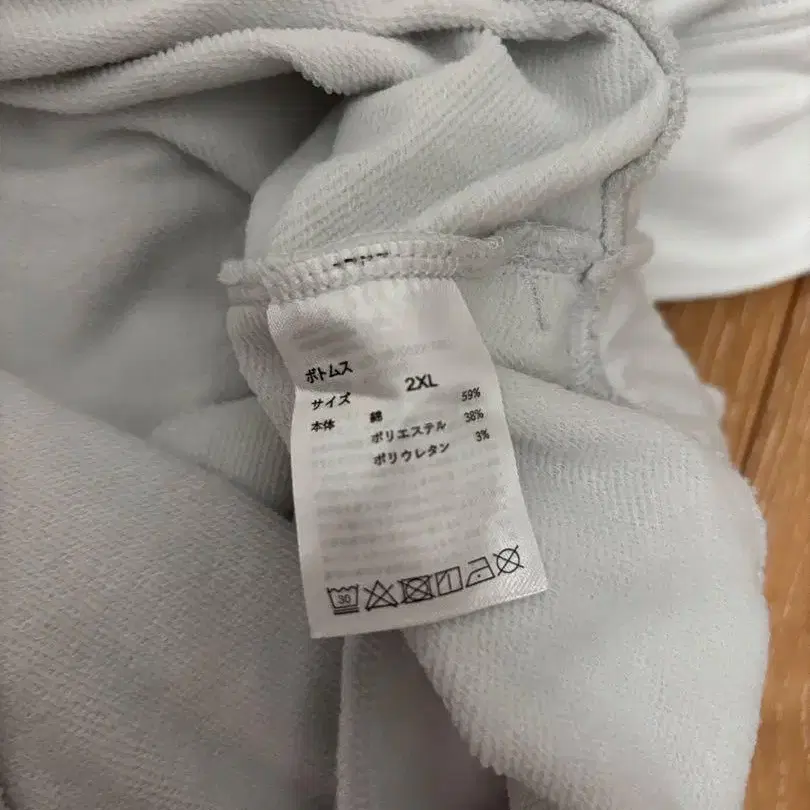 ボトムス
サイズ 2XL
本体 綿 59%
ポリエステル 38%
ポリウレタン 3%
30